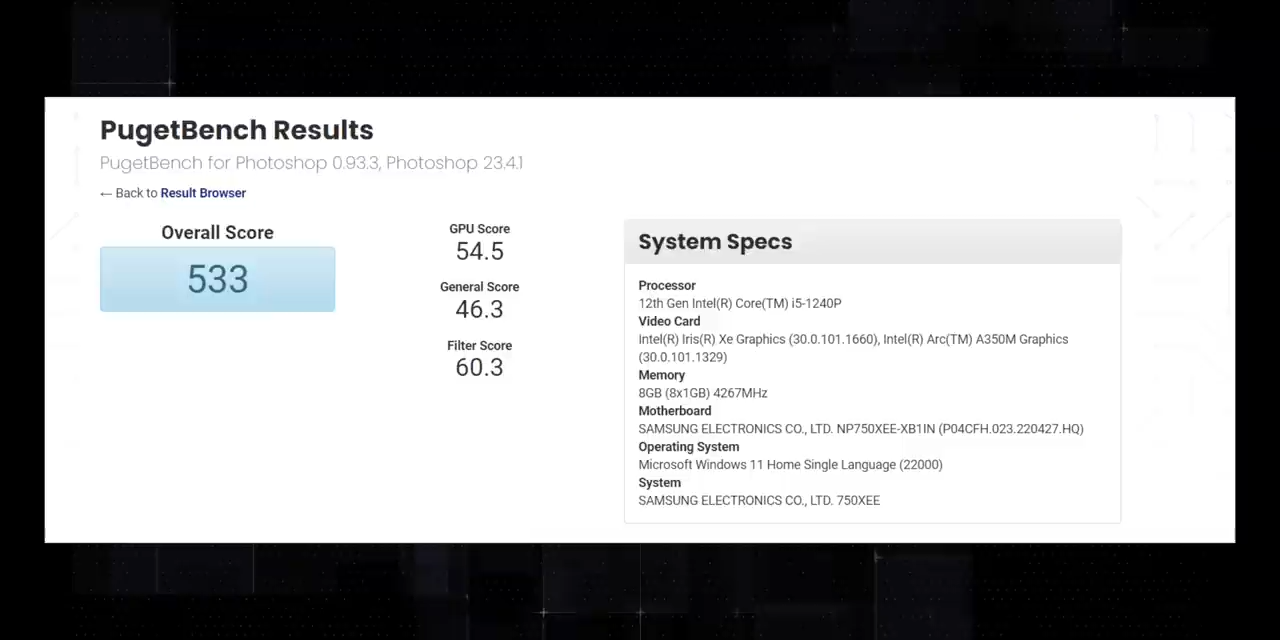 PugetBench Results
PugetBench for Photoshop 0.93.3, Photoshop 23.4.1
← Back to Result Browser
Overall Score
533
GPU Score
54.5
General Score
46.3
Filter Score
60.3
System Specs
Processor
12th Gen Intel(R) Core(TM) i5-1240P
Video Card
Intel(R) Iris(R) Xe Graphics (30.0.101.1660), Intel(R) Arc(TM) A350M Graphics
(30.0.101.1329)
Memory
8GB (8x1GB) 4267MHz
Motherboard
SAMSUNG ELECTRONICS CO., LTD. NP750XEE-XB1IN (P04CFH.023.220427.HQ)
Operating System
Microsoft Windows 11 Home Single Language (22000)
System
SAMSUNG ELECTRONICS CO., LTD. 750XEE